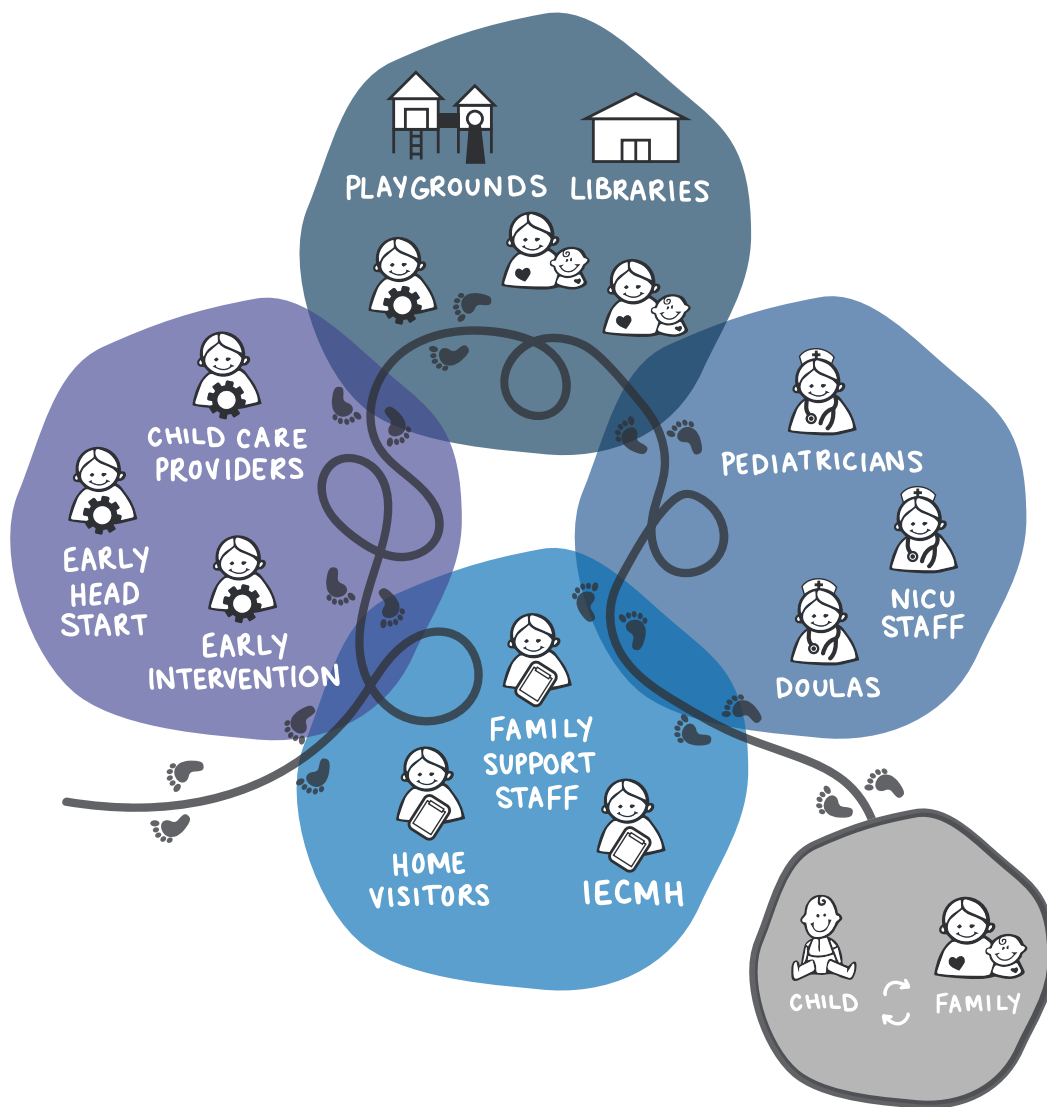 PLAYGROUNDS
LIBRARIES
CHILD CARE
PROVIDERS
EARLY
HEAD
START
EARLY
INTERVENTION
PEDIATRICIANS
NICU
STAFF
DOULAS
FAMILY
SUPPORT
STAFF
HOME
VISITORS
IECMH
CHILD
FAMILY